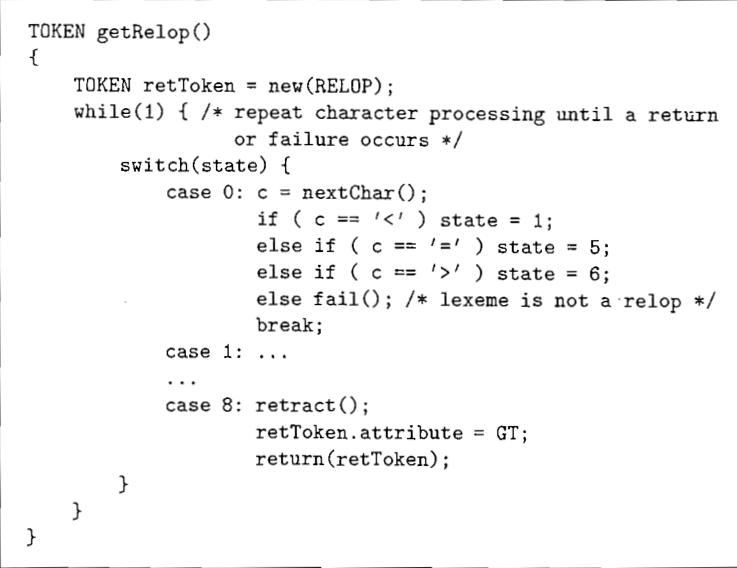 TOKEN getRelop()
{
    TOKEN retToken = new(RELOP);
    while(1) { /* repeat character processing until a return
                  or failure occurs */
        switch(state) {
            case 0: c = nextChar();
                    if ( c == '<' ) state = 1;
                    else if ( c == '=' ) state = 5;
                    else if ( c == '>' ) state = 6;
                    else fail(); /* lexeme is not a relop */
                    break;
            case 1: ...
            ...
            case 8: retract();
                    retToken.attribute = GT;
                    return(retToken);
        }
    }
}